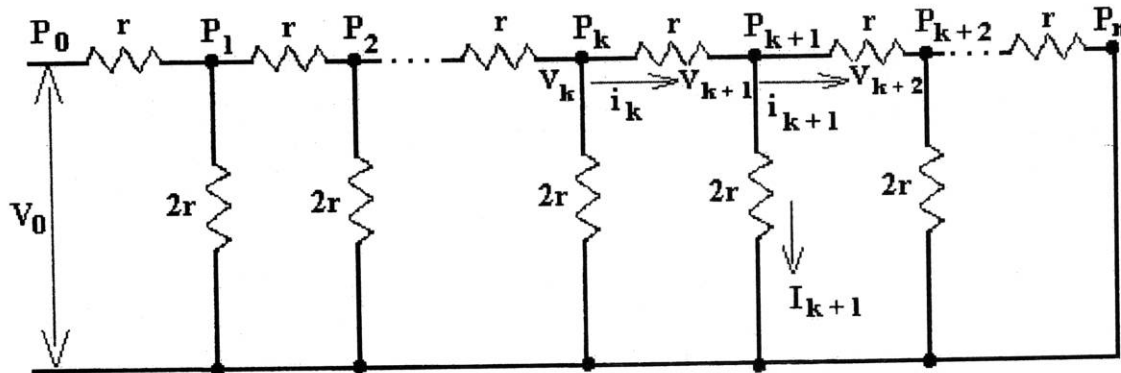 r r r r r
P₀ P₁ P₂ Pₖ Pₖ₊₁ Pₖ₊₂ Pₙ
Vₖ iₖ Vₖ₊₁ iₖ₊₁ Vₖ₊₂
V₀ 2r 2r 2r 2r 2r
Iₖ₊₁